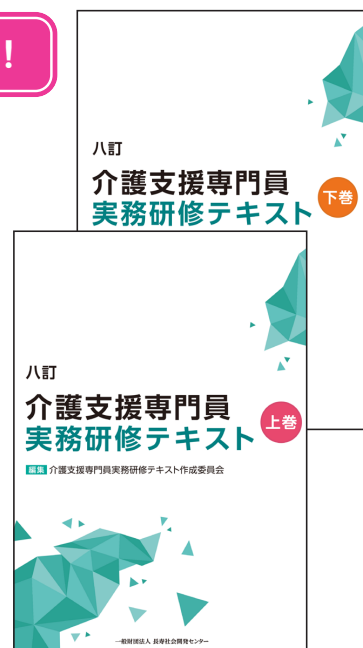 !
八訂
介護支援専門員
実務研修テキスト
下巻
八訂
介護支援専門員
実務研修テキスト
上巻
編集 介護支援専門員実務研修テキスト作成委員会
一般財団法人 長寿社会開発センター